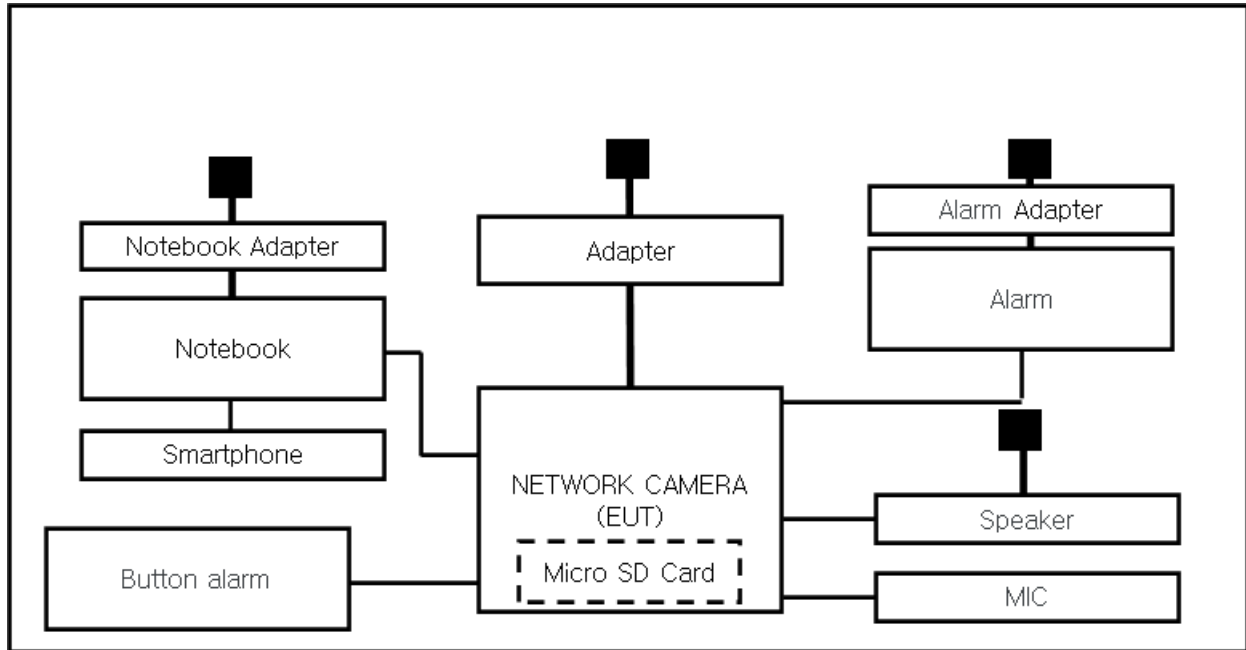 Alarm Adapter
Notebook Adapter
Adapter
Alarm
Notebook
Smartphone
NETWORK CAMERA
(EUT)
Speaker
Micro SD Card
Button alarm
MIC